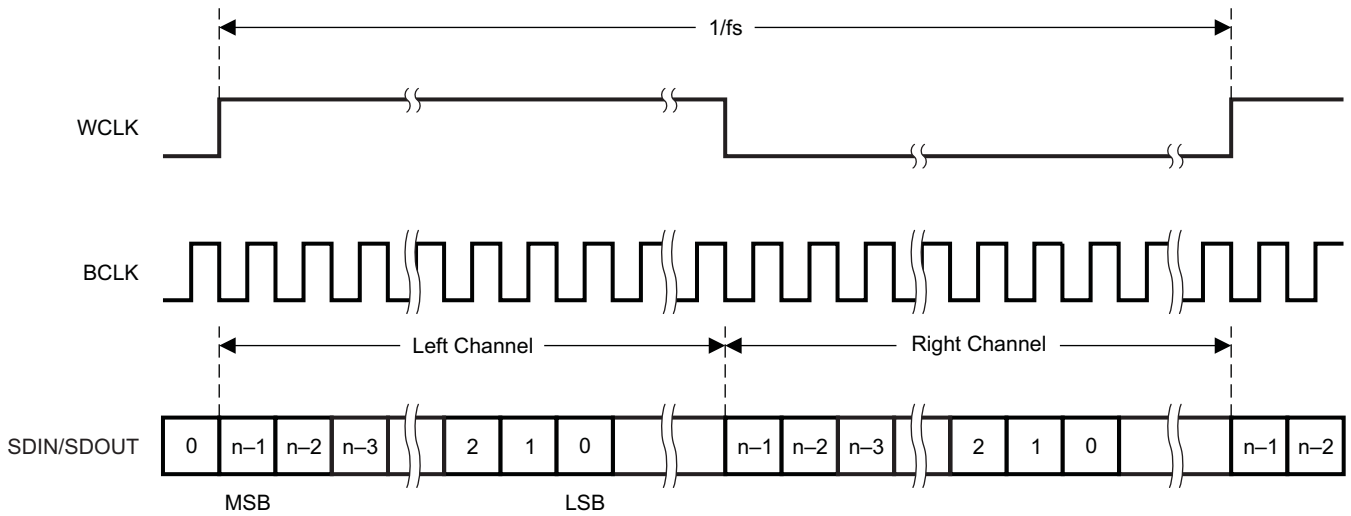 1/fs
WCLK
BCLK
Left Channel Right Channel
SDIN/SDOUT 0 n–1 n–2 n–3 2 1 0 n–1 n–2 n–3 2 1 0 n–1 n–2
MSB LSB